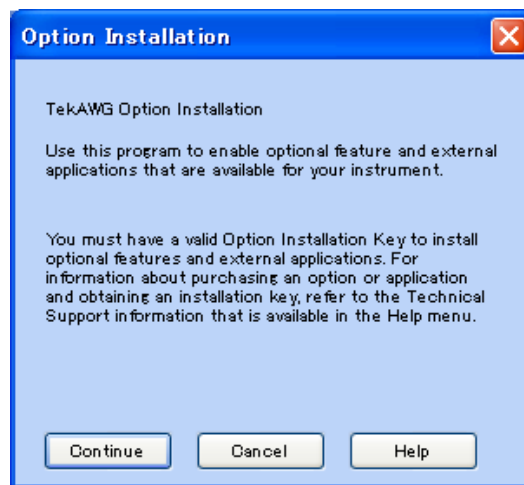 Option Installation
TekAWG Option Installation
Use this program to enable optional feature and external
applications that are available for your instrument.
You must have a valid Option Installation Key to install
optional features and external applications. For
information about purchasing an option or application
and obtaining an installation key, refer to the Technical
Support information that is available in the Help menu.
Continue Cancel Help